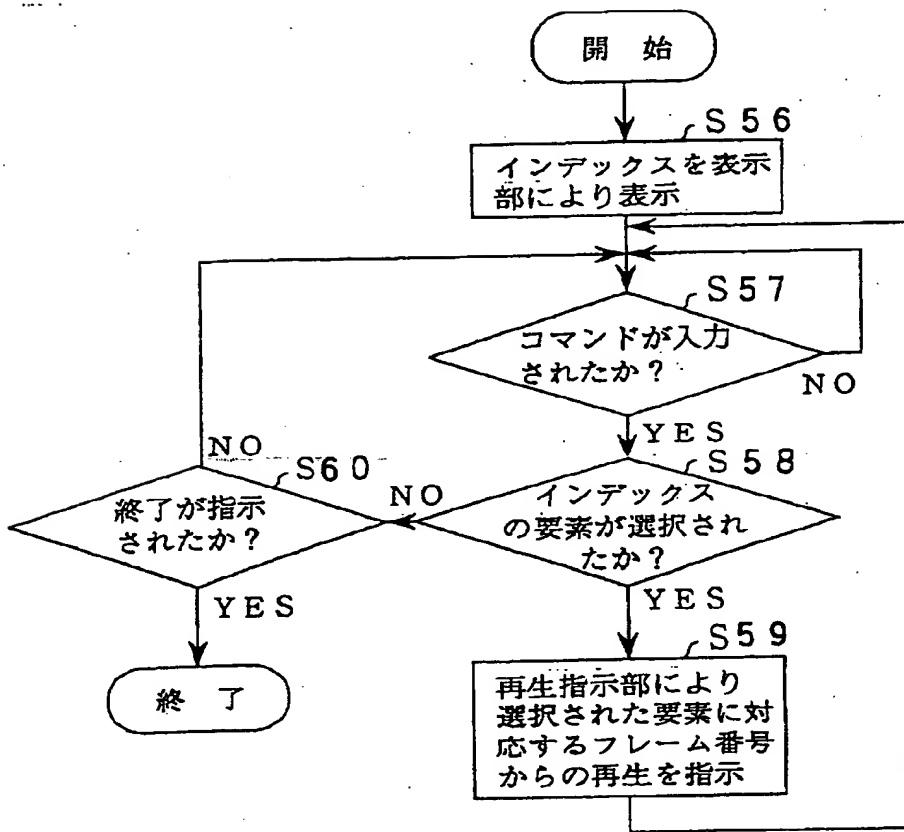 開 始
S56
インデックスを表示
部により表示
S57
コマンドが入力
されたか?
NO
YES
S58
インデックス
の要素が選択され
たか?
NO
S60
終了が指示
されたか?
NO
YES
終 了
YES
S59
再生指示部により
選択された要素に対
応するフレーム番号
からの再生を指示